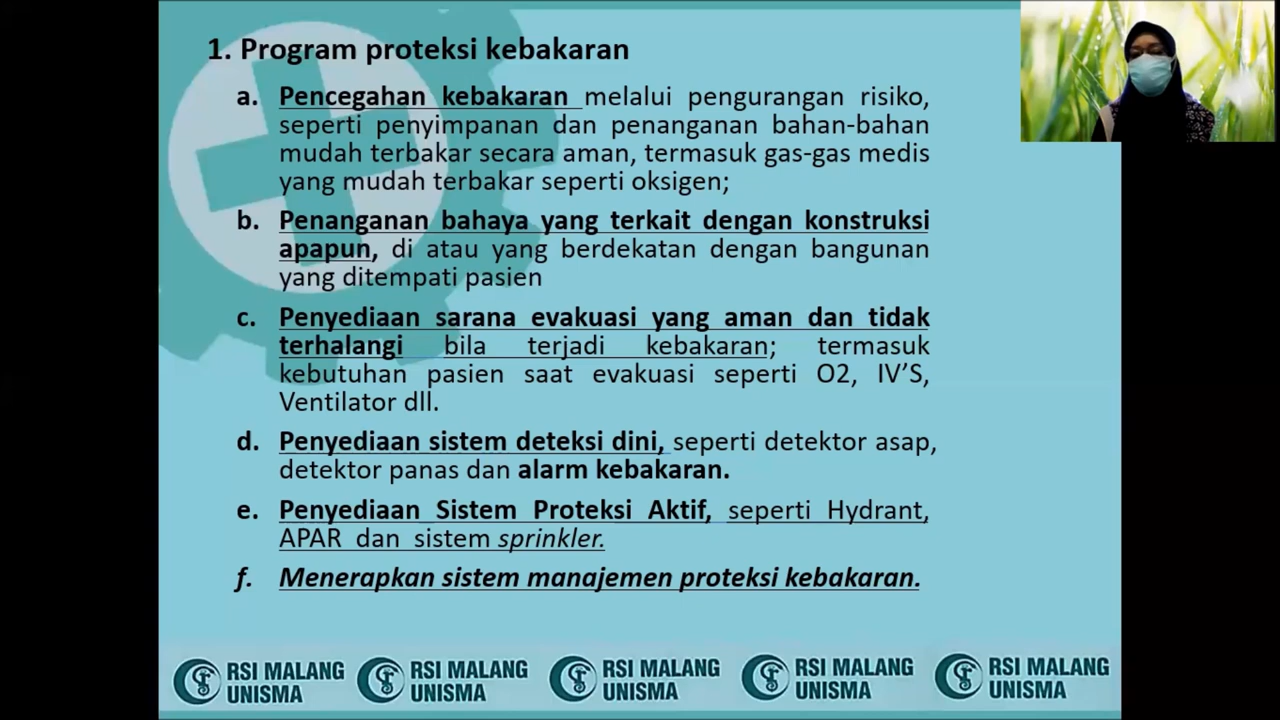 1. Program proteksi kebakaran
a. Pencegahan kebakaran melalui pengurangan risiko,
seperti penyimpanan dan penanganan bahan-bahan
mudah terbakar secara aman, termasuk gas-gas medis
yang mudah terbakar seperti oksigen;
b. Penanganan bahaya yang terkait dengan konstruksi
apapun, di atau yang berdekatan dengan bangunan
yang ditempati pasien
c. Penyediaan sarana evakuasi yang aman dan tidak
terhalangi bila terjadi kebakaran; termasuk
kebutuhan pasien saat evakuasi seperti O2, IV’S,
Ventilator dll.
d. Penyediaan sistem deteksi dini, seperti detektor asap,
detektor panas dan alarm kebakaran.
e. Penyediaan Sistem Proteksi Aktif, seperti Hydrant,
APAR dan sistem sprinkler.
f. Menerapkan sistem manajemen proteksi kebakaran.
RSI MALANG UNISMA
RSI MALANG UNISMA
RSI MALANG UNISMA
RSI MALANG UNISMA
RSI MALANG UNISMA